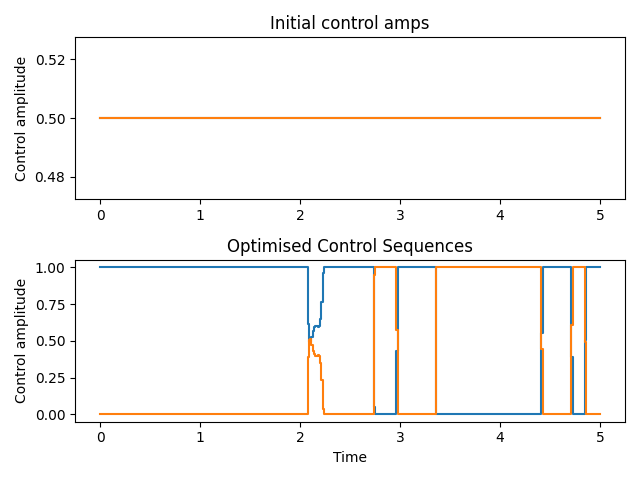 Initial control amps
Control amplitude
0.52
0.50
0.48
0 1 2 3 4 5
Optimised Control Sequences
Control amplitude
1.00
0.75
0.50
0.25
0.00
0 1 2 3 4 5
Time